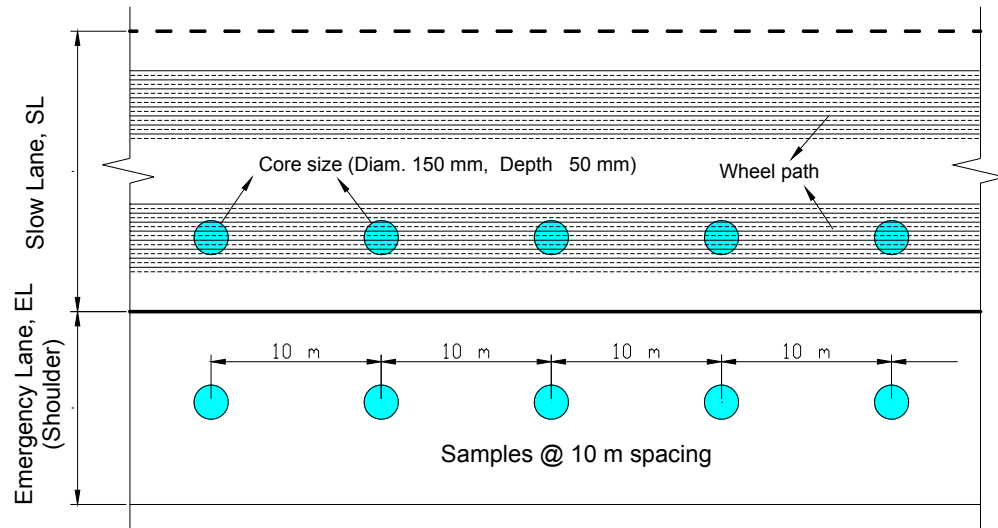 Slow Lane, SL
Core size (Diam. 150 mm, Depth 50 mm)
Wheel path
Emergency Lane, EL
(Shoulder)
10 m
10 m
10 m
10 m
Samples @ 10 m spacing